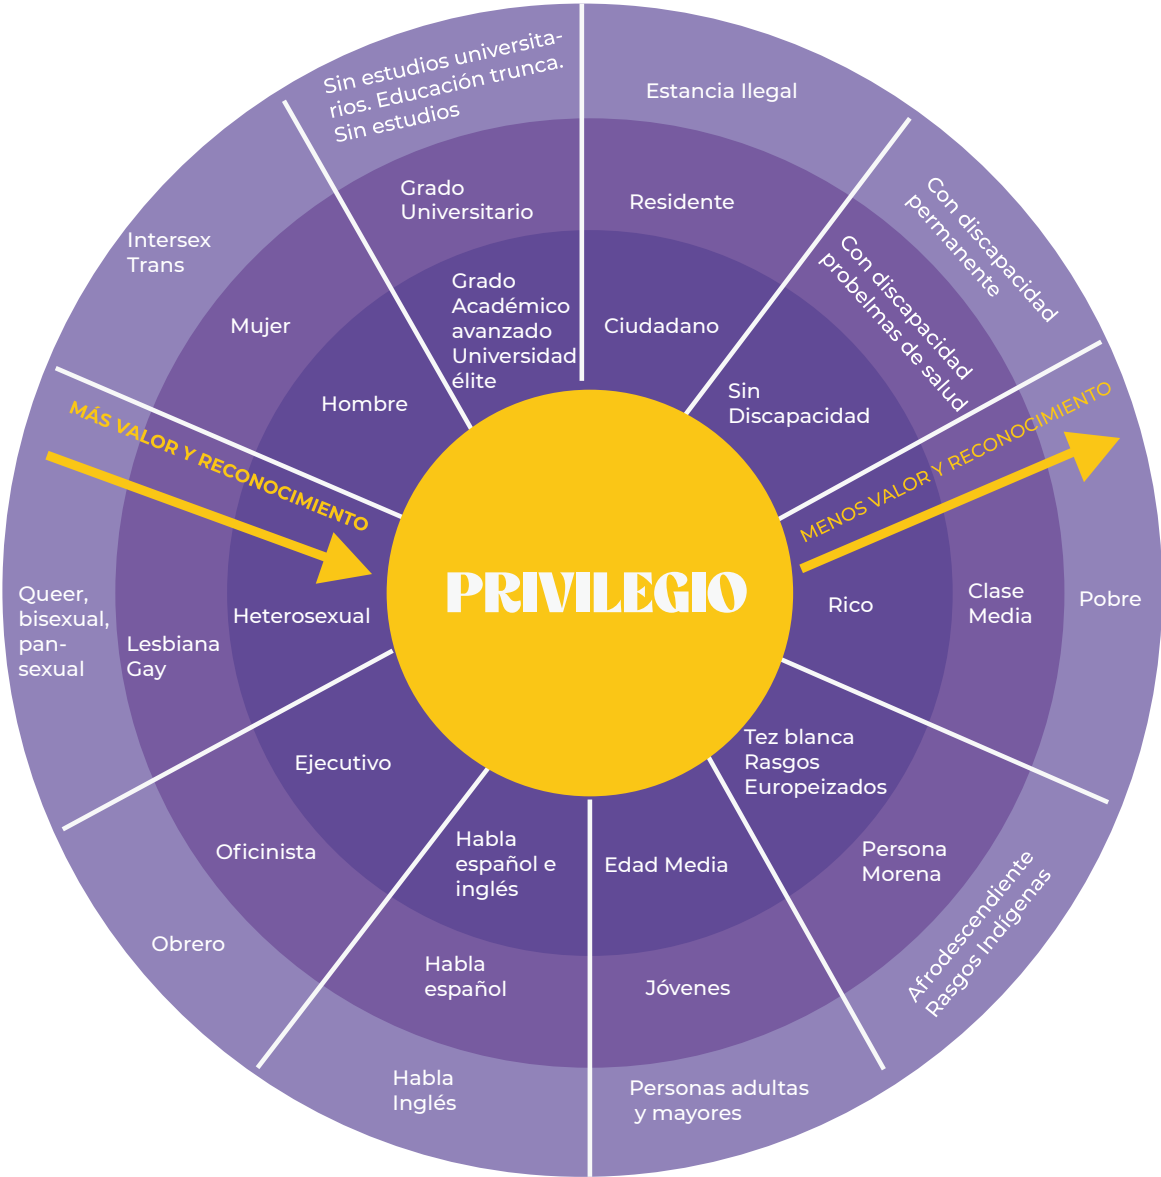 Sin estudios universita-
rios. Educación trunca.
Sin estudios
Grado
Universitario
Grado
Académico
avanzado
Universidad
élite
Estancia Ilegal
Residente
Ciudadano
Con discapacidad
permanente
Con discapacidad
probelmas de salud
Sin
Discapacidad
MENOS VALOR Y RECONOCIMIENTO
Pobre
Clase
Media
Rico
Afrodescendiente
Rasgos Indígenas
Persona
Morena
Tez blanca
Rasgos
Europeizados
Personas adultas
y mayores
Jóvenes
Edad Media
Habla
Inglés
Habla
español
Habla
español e
inglés
Obrero
Oficinista
Ejecutivo
Queer,
bisexual,
pan-
sexual
Lesbiana
Gay
Heterosexual
MÁS VALOR Y RECONOCIMIENTO
Intersex
Trans
Mujer
Hombre
PRIVILEGIO